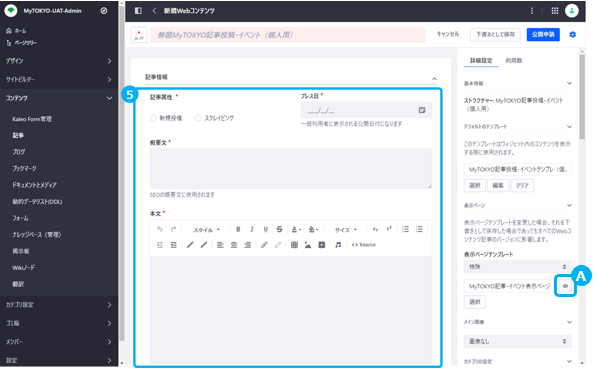 MyTOKYO-UAT-Admin
新規Webコンテンツ
ホーム
ページツリー
デザイン
サイトビルダー
コンテンツ
Kaleo Form管理
記事
ブログ
ブックマーク
ドキュメントとメディア
動的データリスト(DDL)
フォーム
ナレッジベース（管理）
掲示板
Wikiノード
翻訳
カテゴリ設定
ゴミ箱
メンバー
設定
ja-JP
無題MyTOKYO記事投稿・イベント（個人用）
キャンセル
下書きとして保存
公開申請
記事情報
5
記事属性 *
新規投稿
スクレイピング
プレス日 *
__/__/__
一般利用者に表示される公開日付になります
概要文 *
SEOの概要文に使用されます
本文 *
スタイル
B I U S A A
サイズ
Source
詳細設定
利用数
基本情報
ストラクチャー: MyTOKYO記事投稿・イベント（個人用）
デフォルトのテンプレート
このテンプレートはウィジェット内のコンテンツを表示する際に使用されます。
MyTOKYO記事投稿・イベントテンプレ（個.
選択
編集
クリア
表示ページ
表示ページテンプレートを変更した場合、それを下書きとして保存した場合であってもすべてのWebコンテンツ記事のバージョンに影響します。
表示ページテンプレート
特殊
MyTOKYO記事・イベント表示ページ
A
選択
メイン画像
画像なし
カテゴリの設定